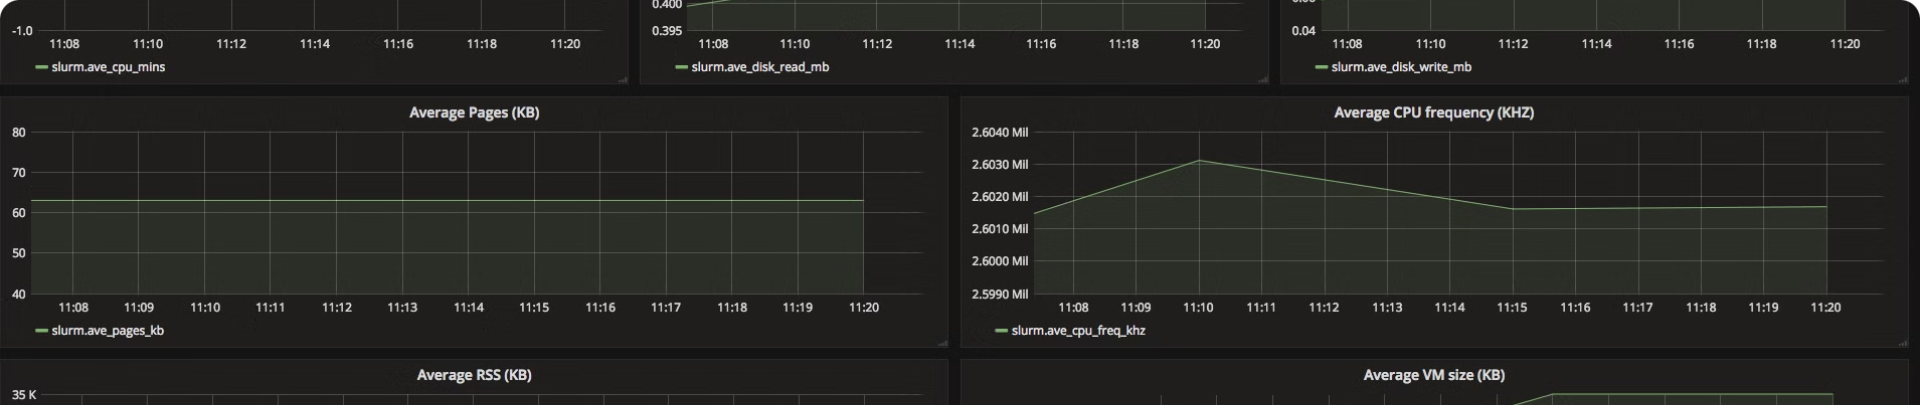 0.400
0.06
-1.0
0.395
0.04
11:08 11:10 11:12 11:14 11:16 11:18 11:20
11:08 11:10 11:12 11:14 11:16 11:18 11:20
11:08 11:10 11:12 11:14 11:16 11:18 11:20
slurm.ave_cpu_mins
slurm.ave_disk_read_mb
slurm.ave_disk_write_mb
Average Pages (KB)
80
70
60
50
40
11:08 11:09 11:10 11:11 11:12 11:13 11:14 11:15 11:16 11:17 11:18 11:19 11:20
slurm.ave_pages_kb
Average CPU frequency (KHZ)
2.6040 Mil
2.6030 Mil
2.6020 Mil
2.6010 Mil
2.6000 Mil
2.5990 Mil
11:08 11:09 11:10 11:11 11:12 11:13 11:14 11:15 11:16 11:17 11:18 11:19 11:20
slurm.ave_cpu_freq_khz
Average RSS (KB)
35 K
Average VM size (KB)